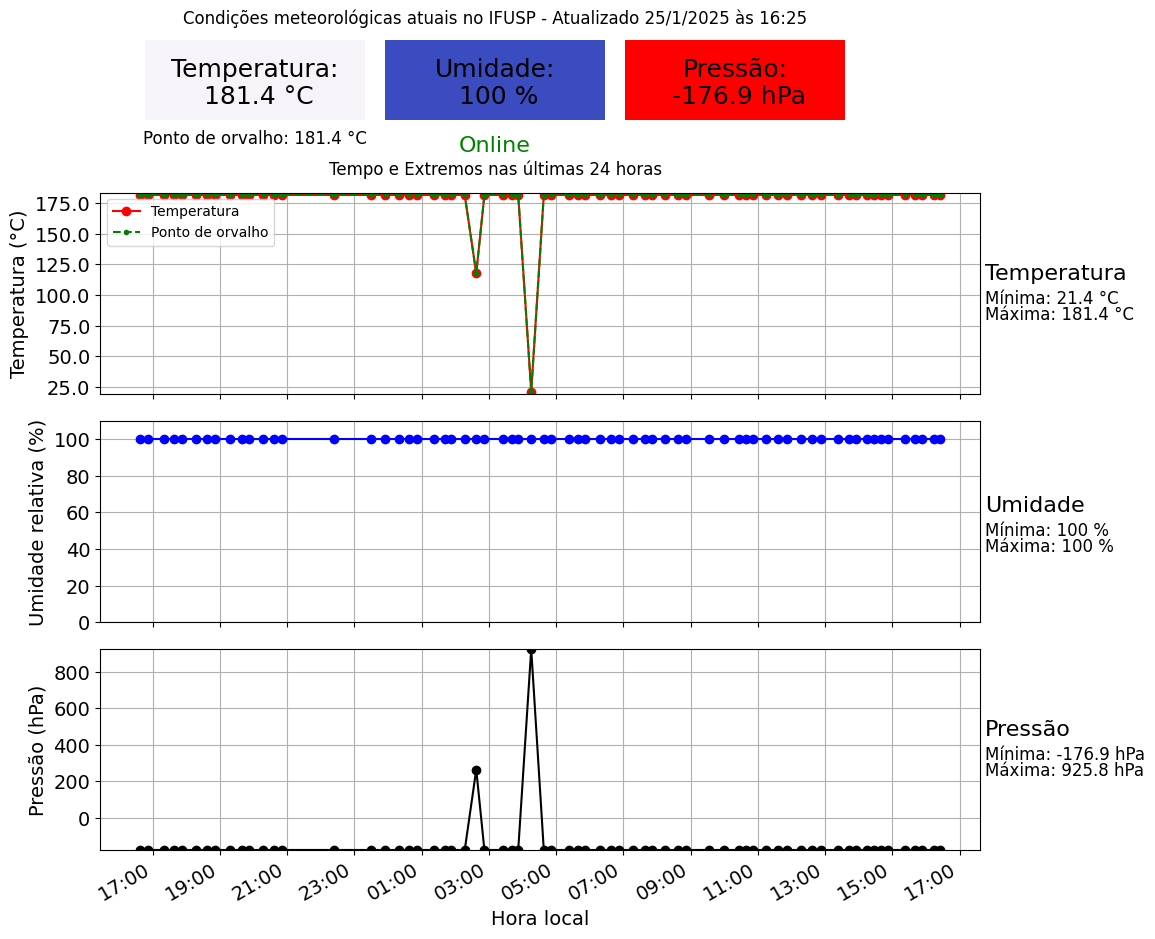 Condições meteorológicas atuais no IFUSP - Atualizado 25/1/2025 às 16:25
Temperatura:
181.4 °C
Umidade:
100 %
Pressão:
-176.9 hPa
Ponto de orvalho: 181.4 °C
Online
Tempo e Extremos nas últimas 24 horas
Temperatura (°C)
175.0
150.0
125.0
100.0
75.0
50.0
25.0
Temperatura
Ponto de orvalho
Temperatura
Mínima: 21.4 °C
Máxima: 181.4 °C
Umidade relativa (%)
100
80
60
40
20
0
Umidade
Mínima: 100 %
Máxima: 100 %
Pressão (hPa)
800
600
400
200
0
Pressão
Mínima: -176.9 hPa
Máxima: 925.8 hPa
17:00 19:00 21:00 23:00 01:00 03:00 05:00 07:00 09:00 11:00 13:00 15:00 17:00
Hora local